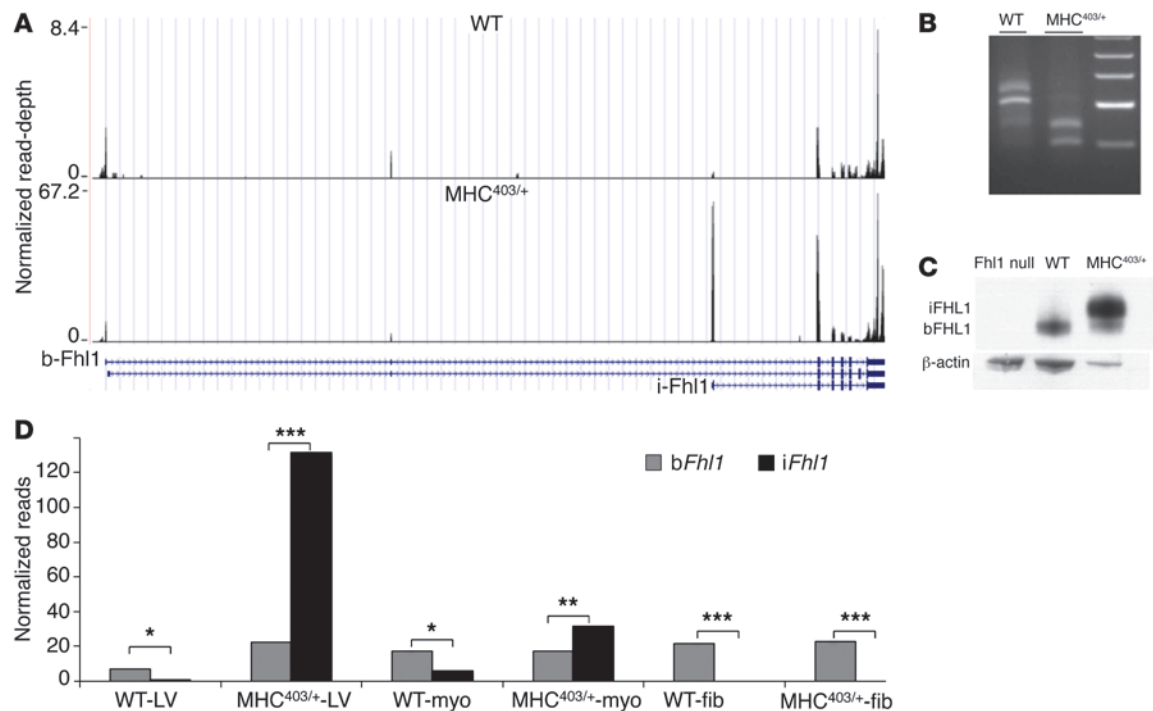 A
WT
8.4-
0-
Normalized read-depth
MHC403/+
67.2-
0-
b-Fhl1
i-Fhl1
B
WT MHC403/+
C
Fhl1 null WT MHC403/+
iFHL1
bFHL1
β-actin
D
Normalized reads
120
100
80
60
40
20
0
* *** * ** *** ***
bFhl1 iFhl1
WT-LV MHC403/+-LV WT-myo MHC403/+-myo WT-fib MHC403/+-fib